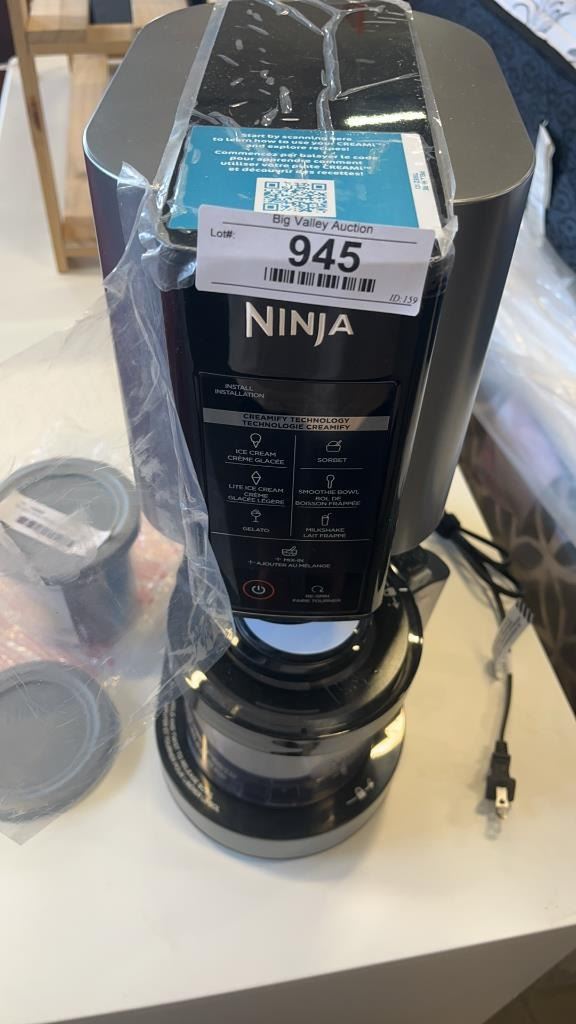 Start by scanning here
to learn how to use your CREAMi™
and explore recipes!
Commencez par balayer le code
pour apprendre comment
utiliser votre CREAMi™
et découvrir des recettes!
Big Valley Auction
Lot#:
945
ID:159
NINJA
INSTALL
INSTALLATION
CREAMIFY TECHNOLOGY
TECHNOLOGIE CREAMIFY
ICE CREAM
CRÈME GLACÉE
SORBET
LITE ICE CREAM
CRÈME
GLACÉE LÉGÈRE
SMOOTHIE BOWL
BOL DE
BOISSON FRAPPÉE
GELATO
MILKSHAKE
LAIT FRAPPÉ
+ MIX-IN
+ AJOUTER AU MÉLANGE
RE-SPIN
FAIRE TOURNER